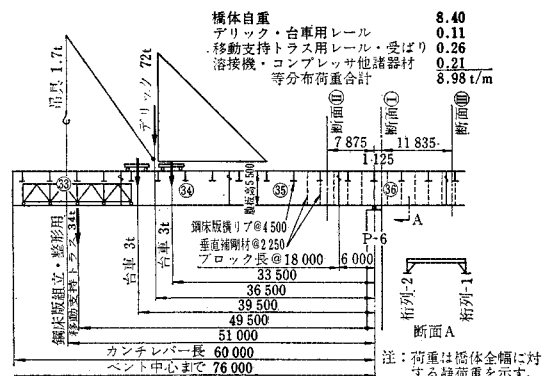 橋体自重 8.40
デリック・台車用レール 0.11
移動支持トラス用レール・受ばり 0.26
溶接機・コンプレッサ他諸器材 0.21
等分布荷重合計 8.98 t/m
吊具 1.7t
デリック 72t
断面Ⅱ
断面Ⅰ
断面Ⅲ
7 875
11 835
1 125
㉝
㉞
㉟
㊱
腹板高5,500
鋼床版横リブ@4 500
垂直補剛材@2 250
ブロック長@18 000
6 000
A
P-6
鋼床版組立・整形用
移動支持トラス34t
台車 3t
台車 3t
33 500
36 500
39 500
49 500
51 000
カンチレバー長 60 000
ベント中心まで 76 000
桁列-2
桁列-1
断面A
注:荷重は橋体全幅に対
する静荷重を示す。